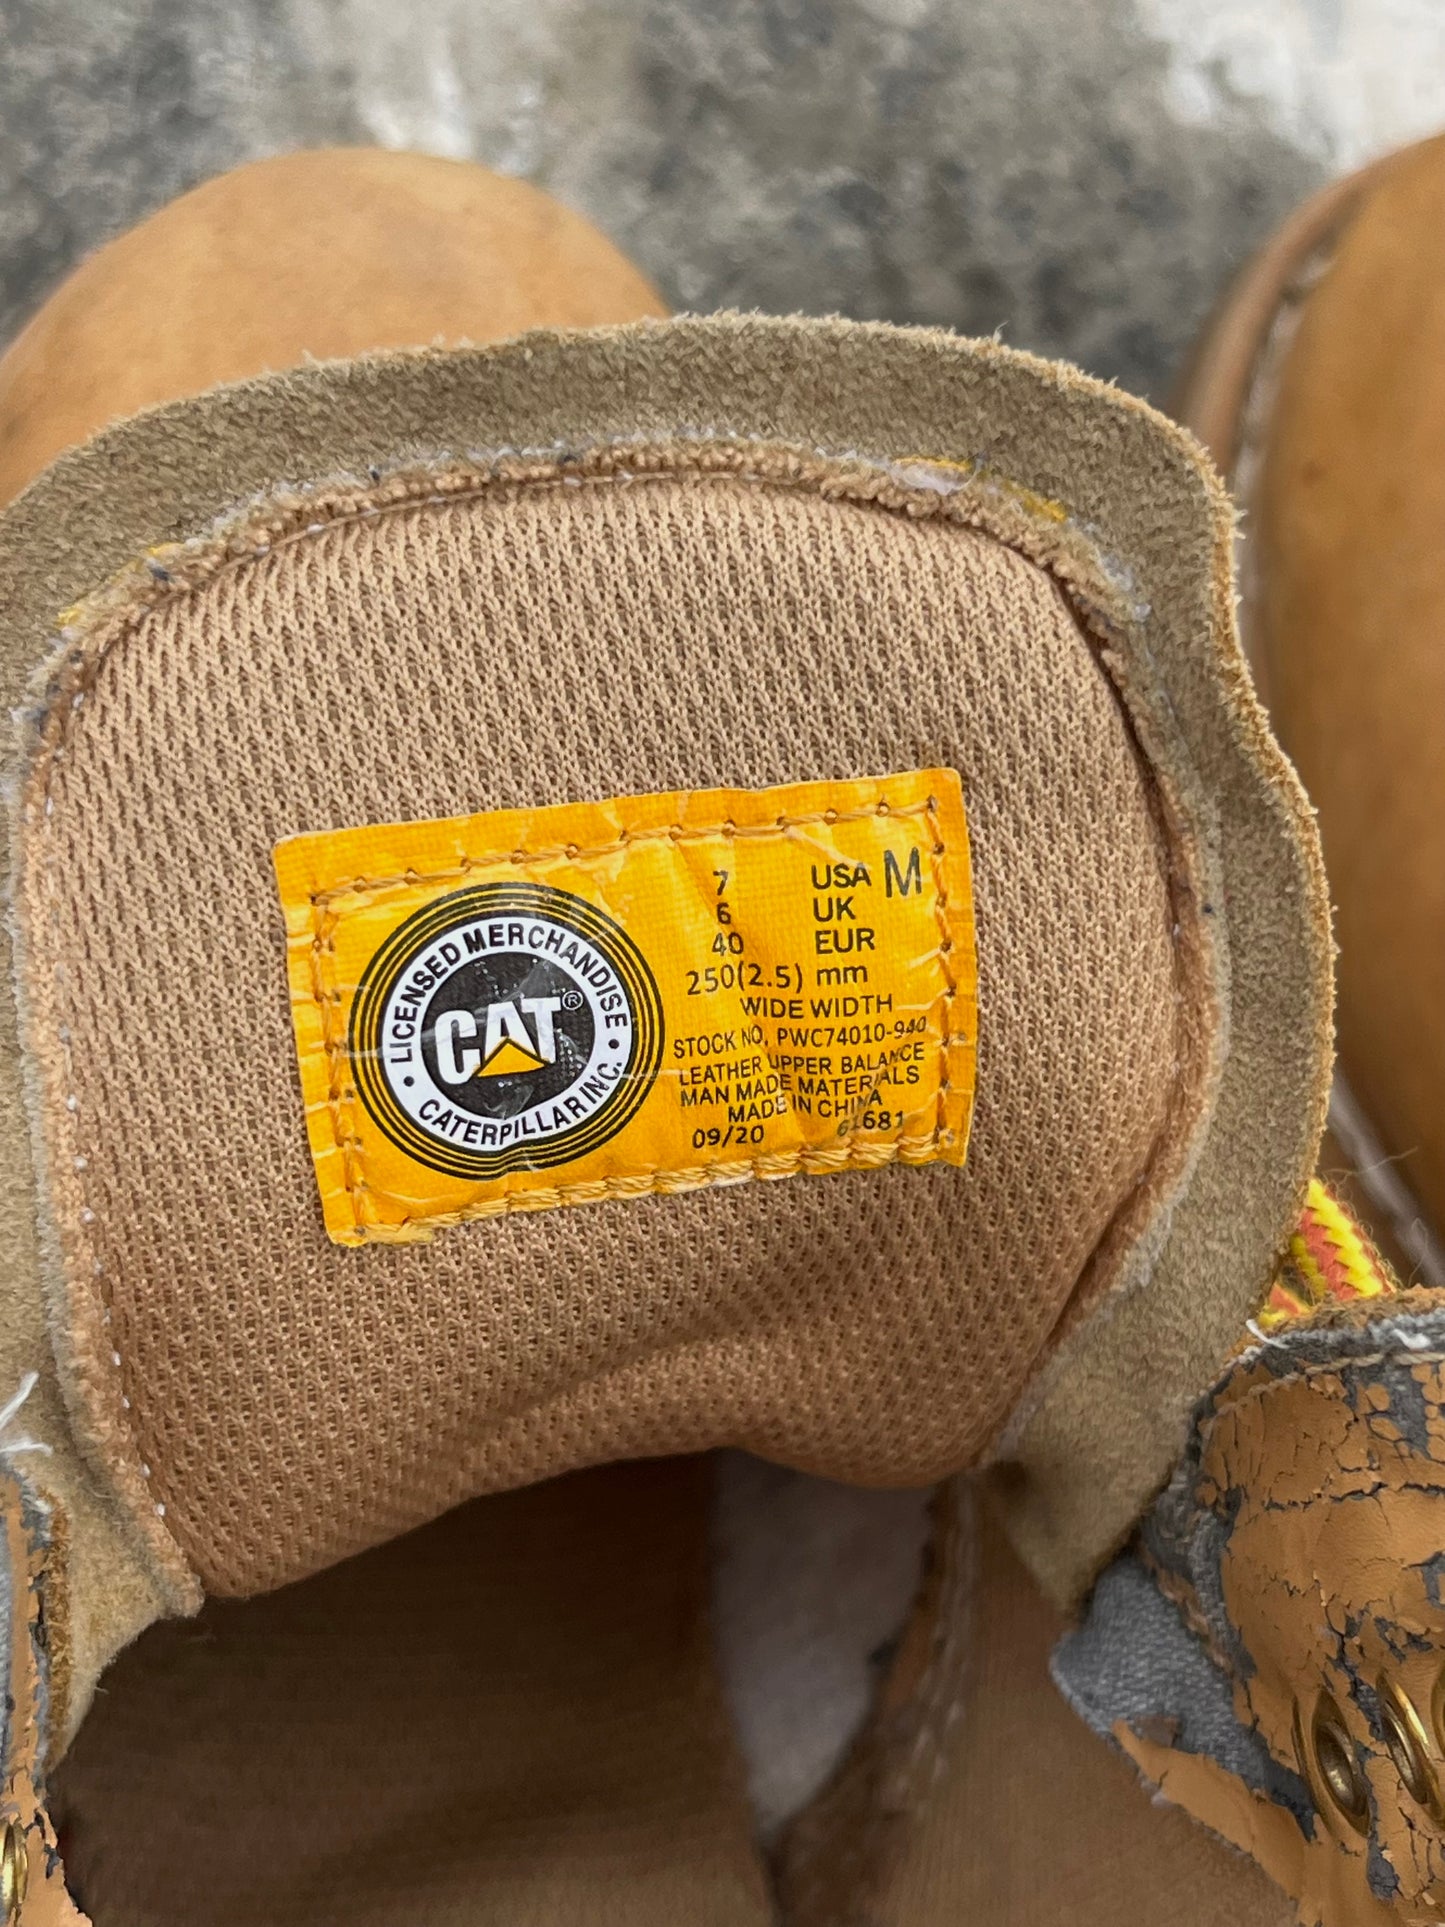 LICENSED MERCHANDISE
CAT®
CATERPILLAR INC.
7 USA M
6 UK
40 EUR
250(2.5) mm
WIDE WIDTH
STOCK NO. PWC74010-940
LEATHER UPPER BALANCE
MAN MADE MATERIALS
MADE IN CHINA
09/20 61681